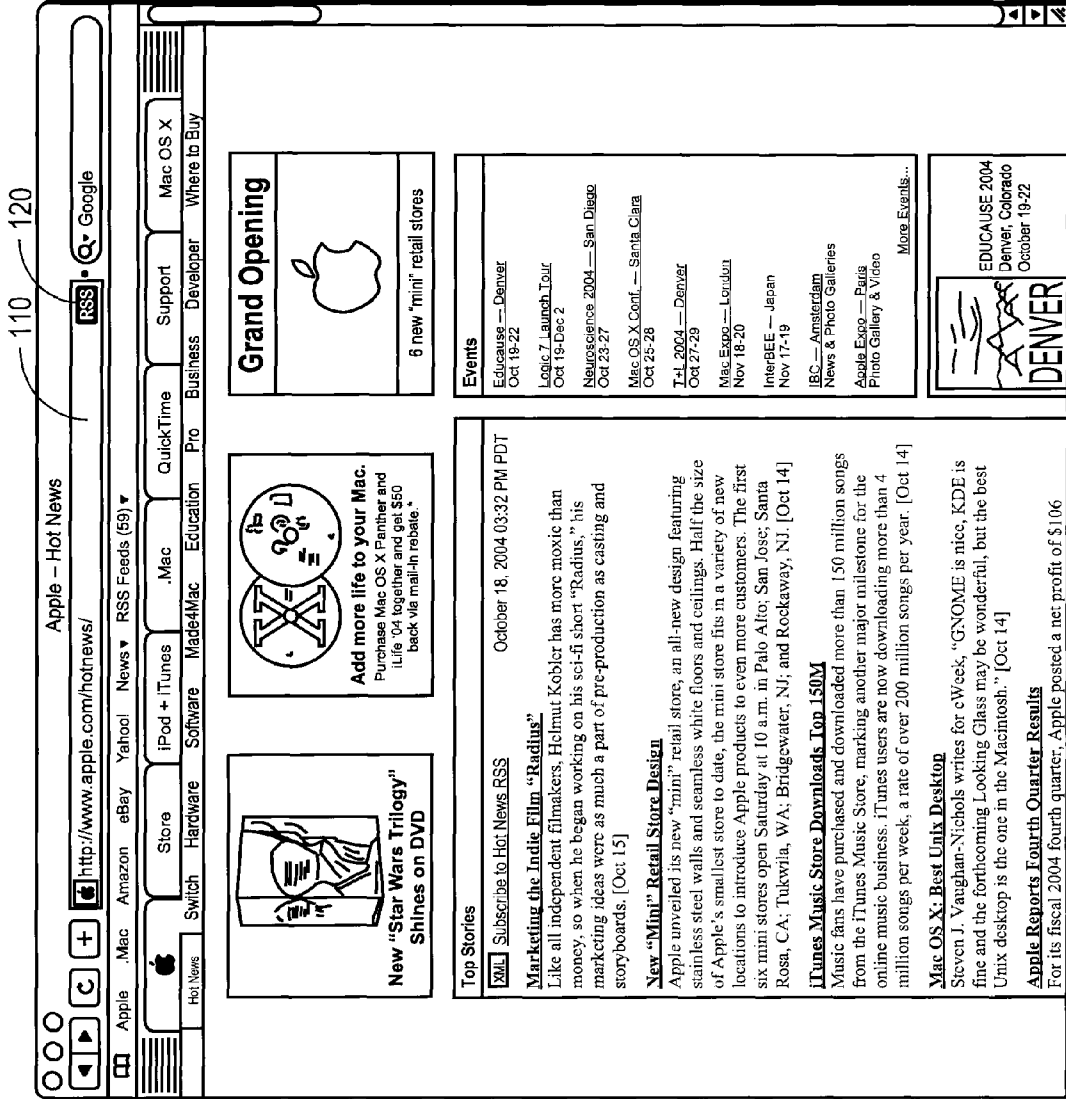 110
120
Apple – Hot News
C
+
http://www.apple.com/hotnews/
RSS
Q
Google
Apple .Mac Amazon eBay Yahoo! News ▼ RSS Feeds (59) ▼
Store iPod + iTunes .Mac QuickTime Support Mac OS X
Hot News Switch Hardware Software Made4Mac Education Pro Business Developer Where to Buy
New "Star Wars Trilogy"
Shines on DVD
X
Add more life to your Mac.
Purchase Mac OS X Panther and
iLife '04 together and get $50
back via mail-in rebate.*
Grand Opening
6 new "mini" retail stores
Top Stories
XML Subscribe to Hot News RSS October 18, 2004 03:32 PM PDT
Marketing the Indie Film "Radius"
Like all independent filmakers, Helmut Kobler has more moxic than
money, so when he began working on his sci-fi short "Radius," his
marketing ideas were as much a part of pre-production as casting and
storyboards. [Oct 15]
New "Mini" Retail Store Design
Apple unveiled its new "mini" retail store, an all-new design featuring
stainless steel walls and seamless white floors and ceilings. Half the size
of Apple's smallest store to date, the mini store fits in a variety of new
locations to introduce Apple products to even more customers. The first
six mini stores open Saturday at 10 a.m. in Palo Alto; San Jose; Santa
Rosa, CA; Tukwria, WA; Bridgewater, NJ; and Rockaway, NJ. [Oct 14]
iTunes Music Store Downloads Top 150M
Music fans have purchased and downloaded more than 150 million songs
from the iTunes Music Store, marking another major milestone for the
online music business. iTunes users are now downloading more than 4
million songs per week, a rate of over 200 million songs per year. [Oct 14]
Mac OS X: Best Unix Desktop
Steven J. Vaughan-Nichols writes for eWeek, "GNOME is nice, KDE is
fine and the forthcoming Looking Glass may be wonderful, but the best
Unix desktop is the one in the Macintosh." [Oct 14]
Apple Reports Fourth Quarter Results
For its fiscal 2004 fourth quarter, Apple posted a net profit of $106
Events
Educause — Denver
Oct 19-22
Logic 7 Launch Tour
Oct 19-Dec 2
Neuroscience 2004 — San Diego
Oct 23-27
Mac OS X Conf. — Santa Clara
Oct 25-28
T+L 2004 — Denver
Oct 27-29
Mac Expo — London
Nov 18-20
InterBEE — Japan
Nov 17-19
IBC — Amsterdam
News & Photo Galleries
Apple Expo — Paris
Photo Gallery & Video
More Events...
DENVER
EDUCAUSE 2004
Denver, Colorado
October 19-22